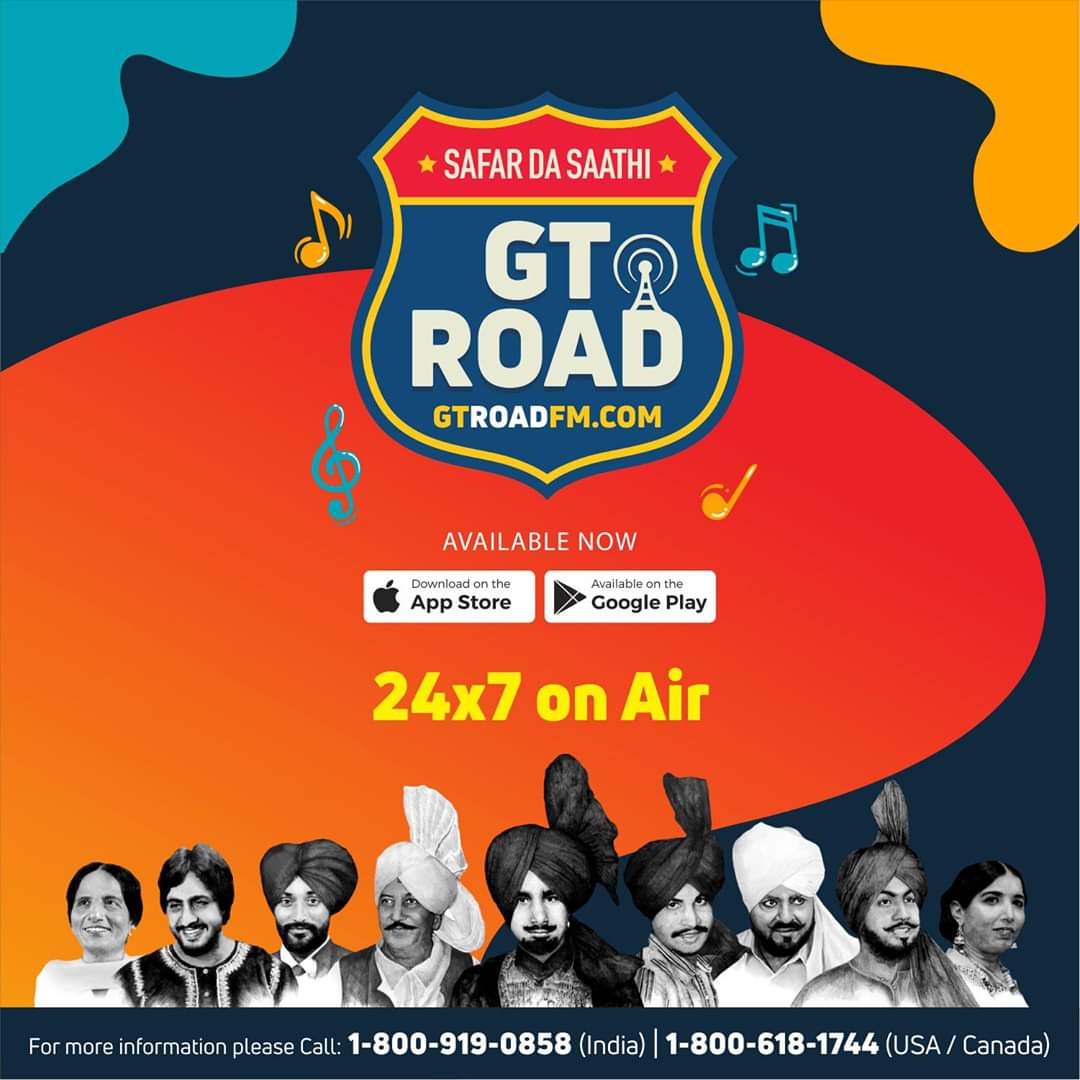 SAFAR DA SAATHI
GT
ROAD
GTROADFM.COM
AVAILABLE NOW
Download on the
App Store
Available on the
Google Play
24x7 on Air
For more information please Call: 1-800-919-0858 (India) | 1-800-618-1744 (USA / Canada)